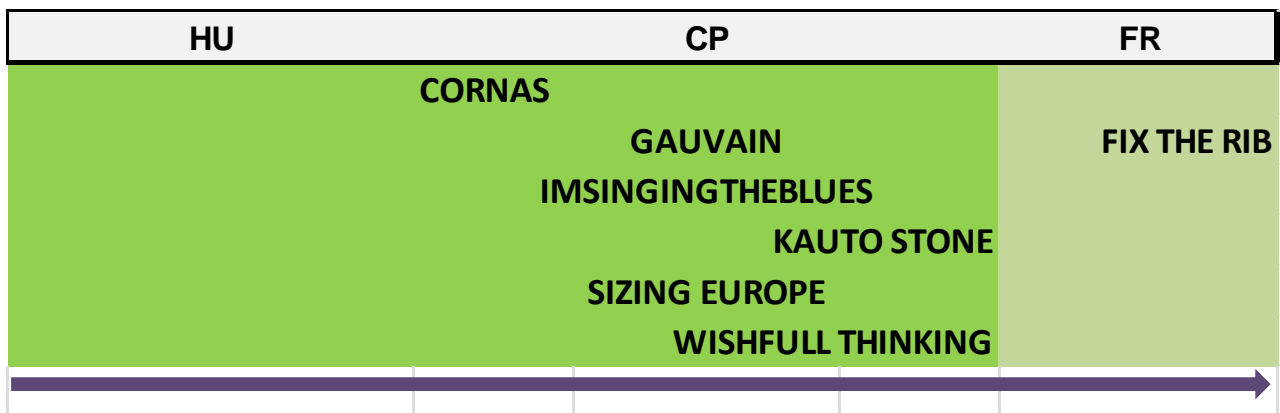 HU CP FR
CORNAS
GAUVAIN FIX THE RIB
IMSINGINGTHEBLUES
KAUTO STONE
SIZING EUROPE
WISHFULL THINKING